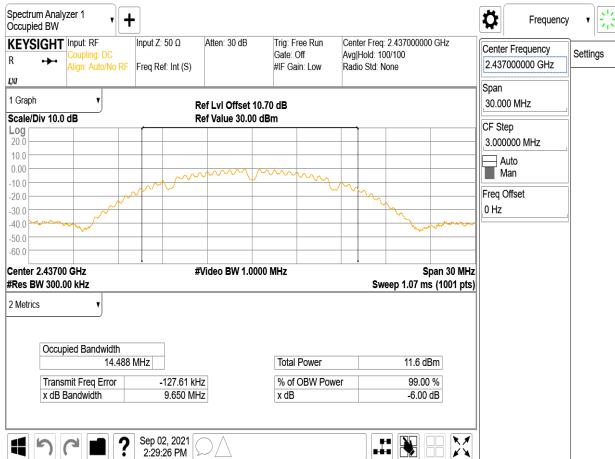 Spectrum Analyzer 1
Occupied BW
Frequency
KEYSIGHT
R
LXI
Input: RF
Coupling: DC
Align: Auto/No RF
Input Z: 50 Ω
Freq Ref: Int (S)
Atten: 30 dB
Trig: Free Run
Gate: Off
#IF Gain: Low
Center Freq: 2.437000000 GHz
Avg|Hold: 100/100
Radio Std: None
Center Frequency
2.437000000 GHz
Settings
Span
30.000 MHz
CF Step
3.000000 MHz
Auto
Man
Freq Offset
0 Hz
1 Graph
Scale/Div 10.0 dB
Ref Lvl Offset 10.70 dB
Ref Value 30.00 dBm
Log
20.0
10.0
0.00
-10.0
-20.0
-30.0
-40.0
-50.0
-60.0
Center 2.43700 GHz
#Video BW 1.0000 MHz
Span 30 MHz
#Res BW 300.00 kHz
Sweep 1.07 ms (1001 pts)
2 Metrics
Occupied Bandwidth
14.488 MHz
Total Power 11.6 dBm
Transmit Freq Error -127.61 kHz
% of OBW Power 99.00 %
x dB Bandwidth 9.650 MHz
x dB -6.00 dB
?
Sep 02, 2021
2:29:26 PM